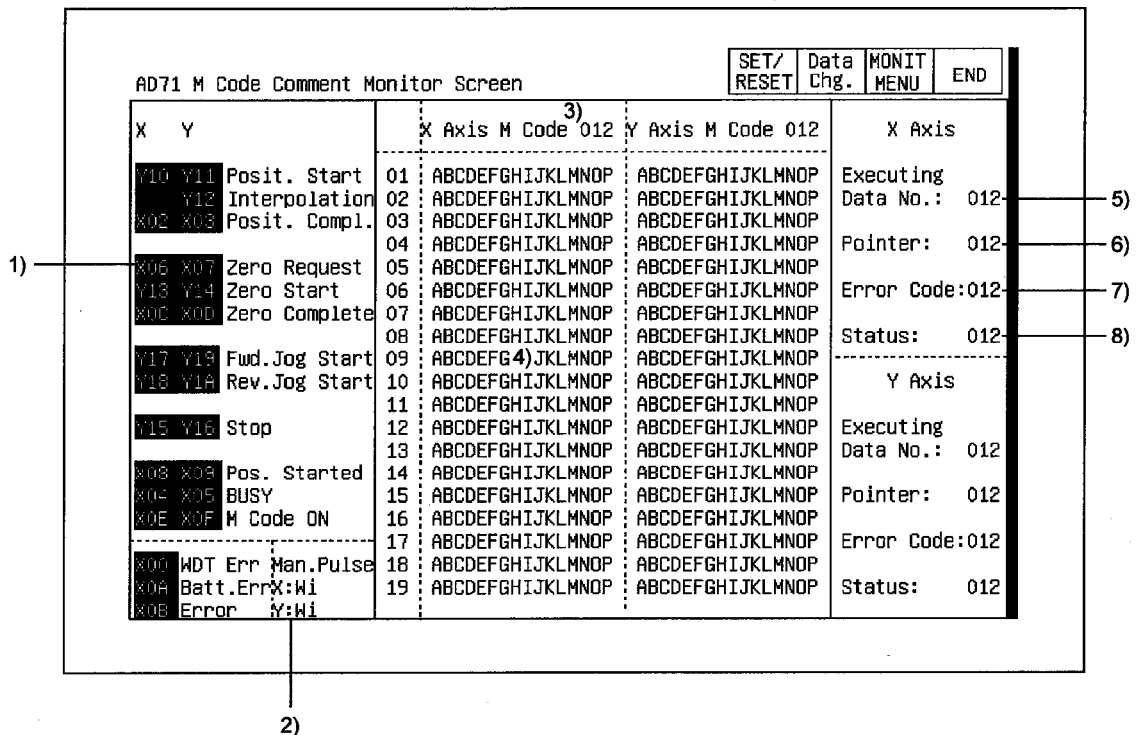 AD71 M Code Comment Monitor Screen
SET/ RESET
Data Chg.
MONIT MENU
END
X Y
Y10 Y11 Posit. Start
Y12 Interpolation
X02 X03 Posit. Compl.
1)
X06 X07 Zero Request
Y13 Y14 Zero Start
X0C X0D Zero Complete
Y17 Y19 Fwd.Jog Start
Y18 Y1A Rev.Jog Start
Y15 Y16 Stop
X08 X09 Pos. Started
X04 X05 BUSY
X0E X0F M Code ON
X00 WDT Err Man.Pulse
X0A Batt.Err X:Wi
X0B Error Y:Wi
2)
3)
X Axis M Code 012 Y Axis M Code 012
01 ABCDEFGHIJKLMNOP ABCDEFGHIJKLMNOP
02 ABCDEFGHIJKLMNOP ABCDEFGHIJKLMNOP
03 ABCDEFGHIJKLMNOP ABCDEFGHIJKLMNOP
04 ABCDEFGHIJKLMNOP ABCDEFGHIJKLMNOP
05 ABCDEFGHIJKLMNOP ABCDEFGHIJKLMNOP
06 ABCDEFGHIJKLMNOP ABCDEFGHIJKLMNOP
07 ABCDEFGHIJKLMNOP ABCDEFGHIJKLMNOP
08 ABCDEFGHIJKLMNOP ABCDEFGHIJKLMNOP
09 ABCDEFG4)JKLMNOP ABCDEFGHIJKLMNOP
10 ABCDEFGHIJKLMNOP ABCDEFGHIJKLMNOP
11 ABCDEFGHIJKLMNOP ABCDEFGHIJKLMNOP
12 ABCDEFGHIJKLMNOP ABCDEFGHIJKLMNOP
13 ABCDEFGHIJKLMNOP ABCDEFGHIJKLMNOP
14 ABCDEFGHIJKLMNOP ABCDEFGHIJKLMNOP
15 ABCDEFGHIJKLMNOP ABCDEFGHIJKLMNOP
16 ABCDEFGHIJKLMNOP ABCDEFGHIJKLMNOP
17 ABCDEFGHIJKLMNOP ABCDEFGHIJKLMNOP
18 ABCDEFGHIJKLMNOP ABCDEFGHIJKLMNOP
19 ABCDEFGHIJKLMNOP ABCDEFGHIJKLMNOP
X Axis
Executing
Data No.: 012 5)
Pointer: 012 6)
Error Code:012 7)
Status: 012 8)
Y Axis
Executing
Data No.: 012
Pointer: 012
Error Code:012
Status: 012